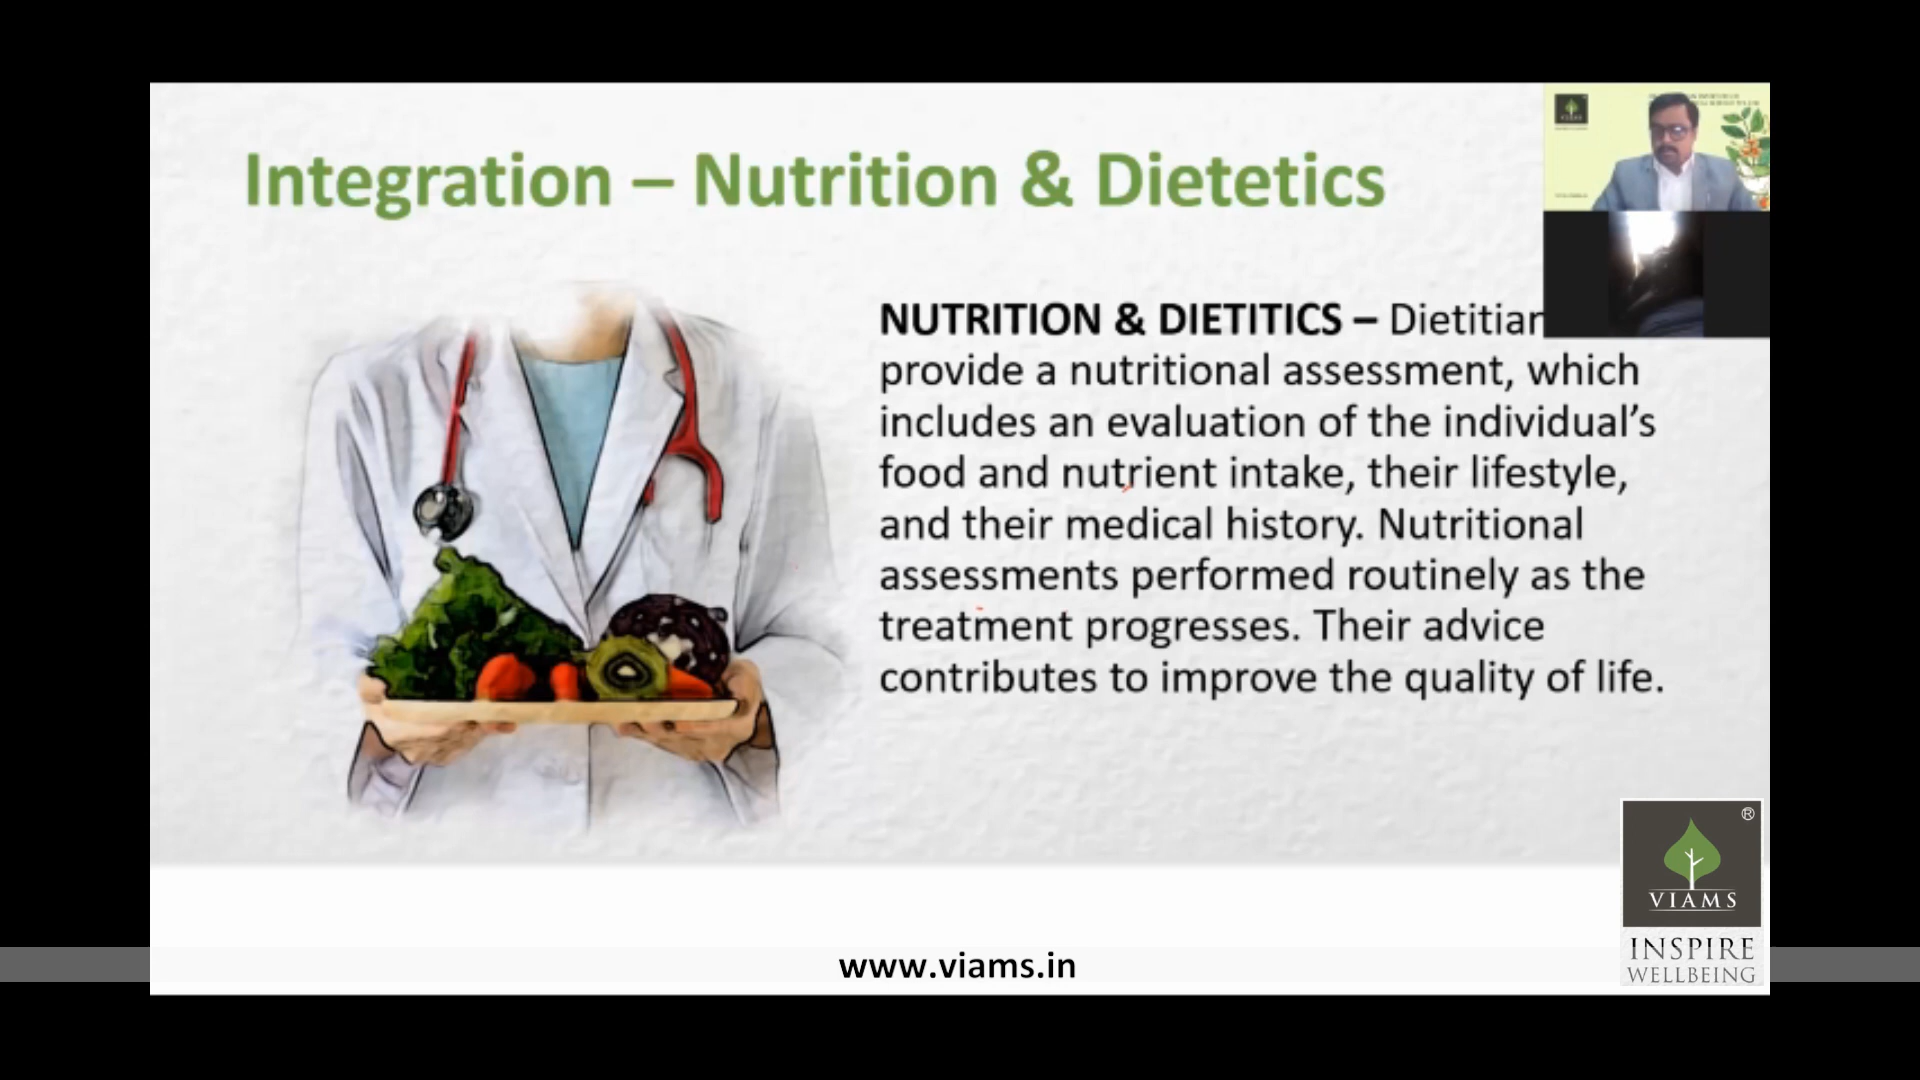 Integration – Nutrition & Dietetics
NUTRITION & DIETITICS – Dietitian
provide a nutritional assessment, which
includes an evaluation of the individual’s
food and nutrient intake, their lifestyle,
and their medical history. Nutritional
assessments performed routinely as the
treatment progresses. Their advice
contributes to improve the quality of life.
®
VIAMS
INSPIRE
WELLBEING
www.viams.in